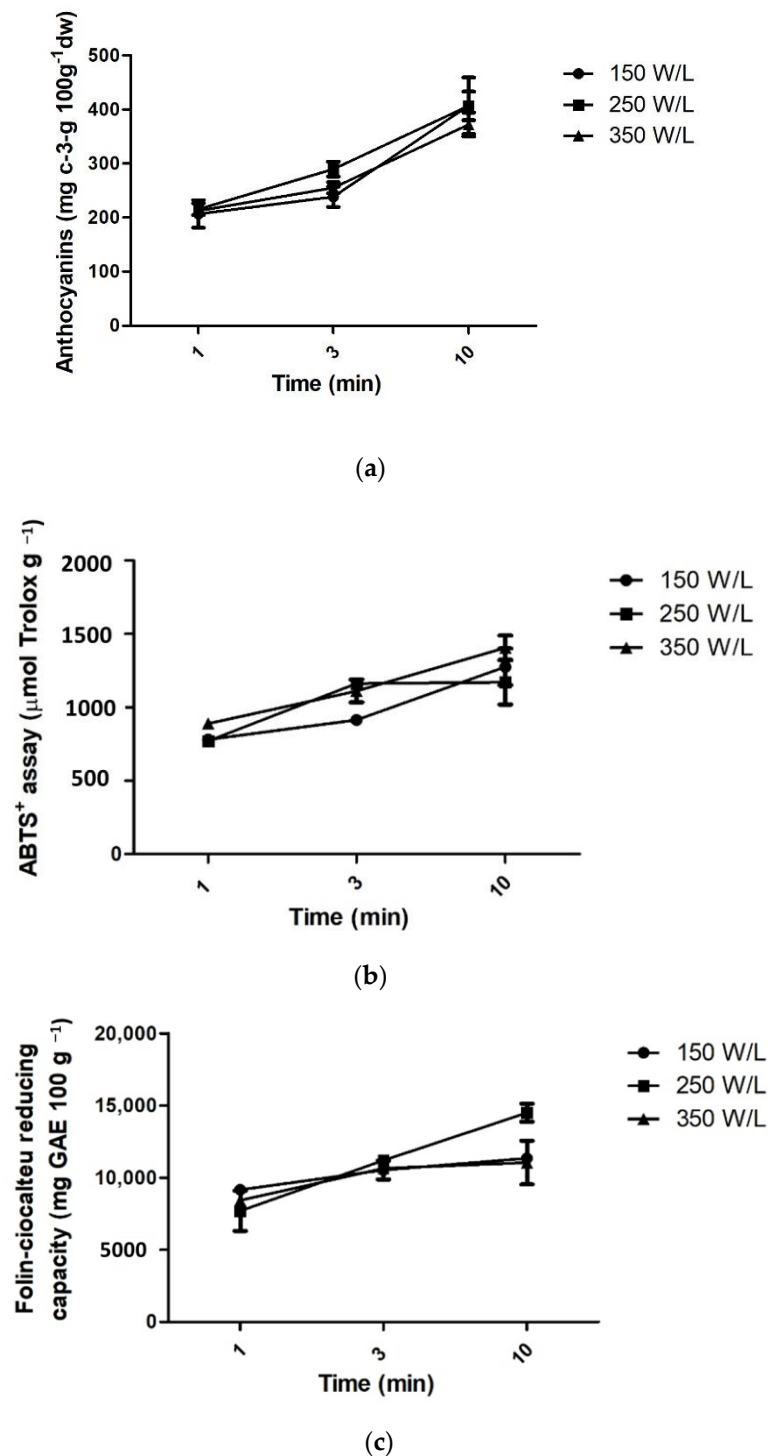 500
400
300
200
100
0
Anthocyanins (mg c-3-g 100g⁻¹dw)
150 W/L
250 W/L
350 W/L
1
3
10
Time (min)
(a)
2000
1500
1000
500
0
ABTS⁺ assay (μmol Trolox g ⁻¹)
150 W/L
250 W/L
350 W/L
1
3
10
Time (min)
(b)
20,000
15,000
10,000
5000
0
Folin-ciocalteu reducing
capacity (mg GAE 100 g ⁻¹)
150 W/L
250 W/L
350 W/L
1
3
10
Time (min)
(c)